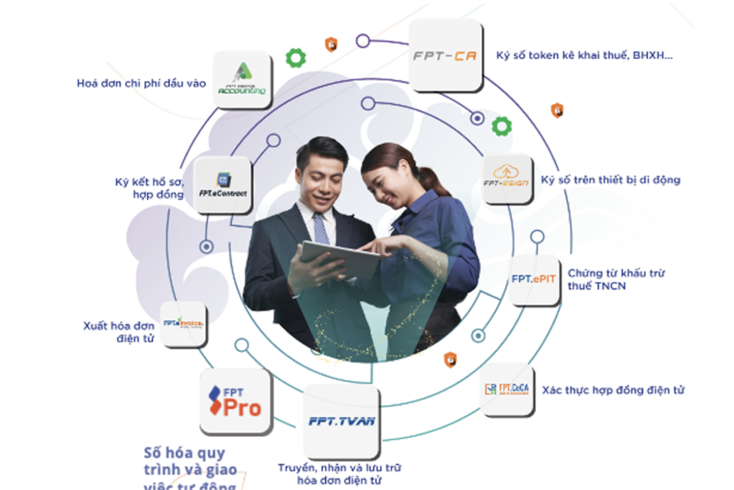 FPT-CA
Ký số token kê khai thuế, BHXH...
Hoá đơn chi phí đầu vào
ACCOUNTING
Ký kết hồ sơ,
hợp đồng
FPT.eContract
FPT-eSIGN
Ký số trên thiết bị di động
FPT.ePIT
Chứng từ khấu trừ
thuế TNCN
Xuất hóa đơn
điện tử
FPT.einvoice
FPT
Pro
FPT.TVAN
FPT.CeCA
Xác thực hợp đồng điện tử
Số hóa quy
trình và giao
việc tự động
Truyền, nhận và lưu trữ
hóa đơn điện tử